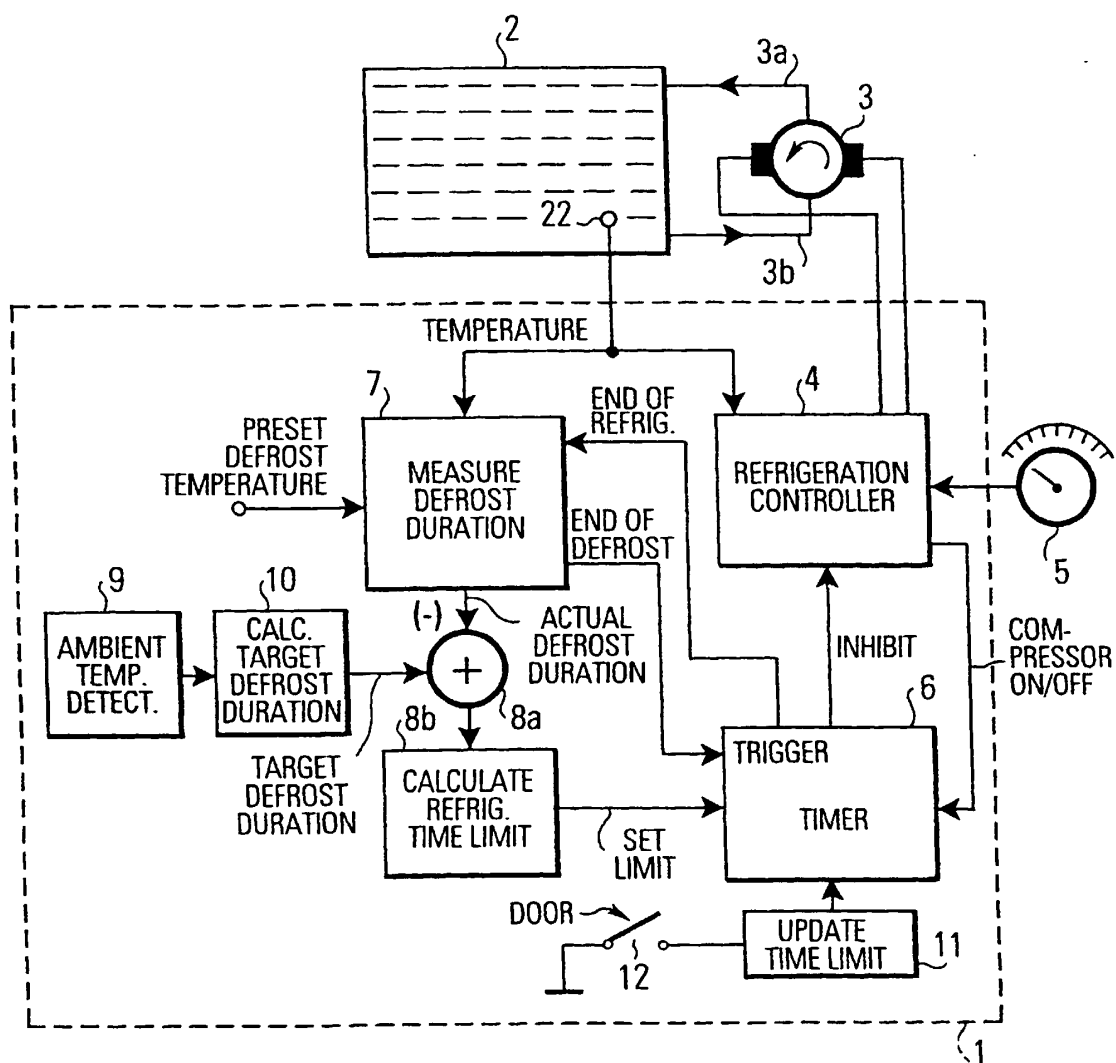 2
3a
3
22
3b
TEMPERATURE
7
4
END OF
REFRIG.
PRESET
DEFROST
TEMPERATURE
MEASURE
DEFROST
DURATION
REFRIGERATION
CONTROLLER
5
END OF
DEFROST
9
10
(-)
ACTUAL
DEFROST
DURATION
INHIBIT
COM-
PRESSOR
ON/OFF
AMBIENT
TEMP.
DETECT.
CALC.
TARGET
DEFROST
DURATION
+
8a
6
8b
TARGET
DEFROST
DURATION
CALCULATE
REFRIG.
TIME LIMIT
TRIGGER
TIMER
SET
LIMIT
DOOR
12
UPDATE
TIME LIMIT
11
1